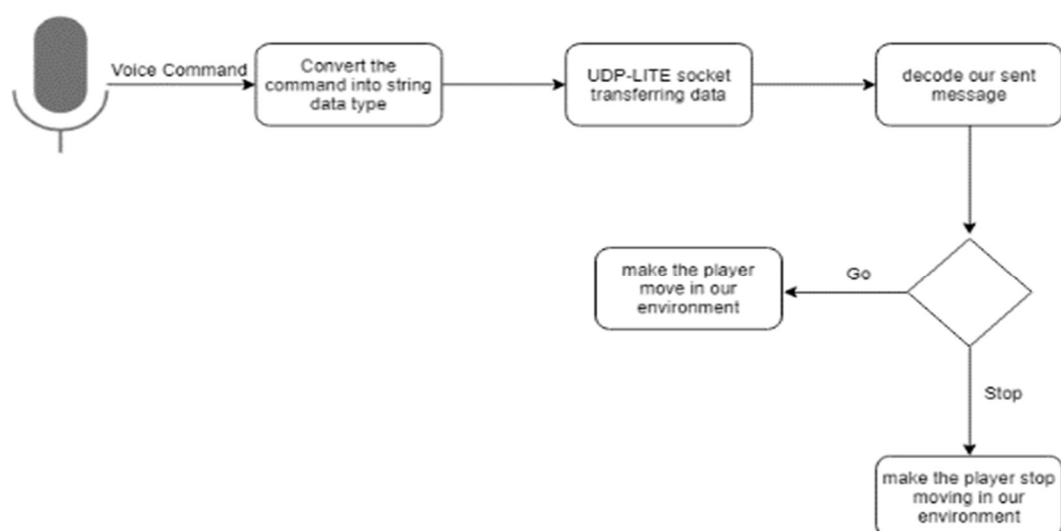 Voice Command
Convert the
command into string
data type
UDP-LITE socket
transferring data
decode our sent
message
make the player
move in our
environment
Go
Stop
make the player stop
moving in our
environment